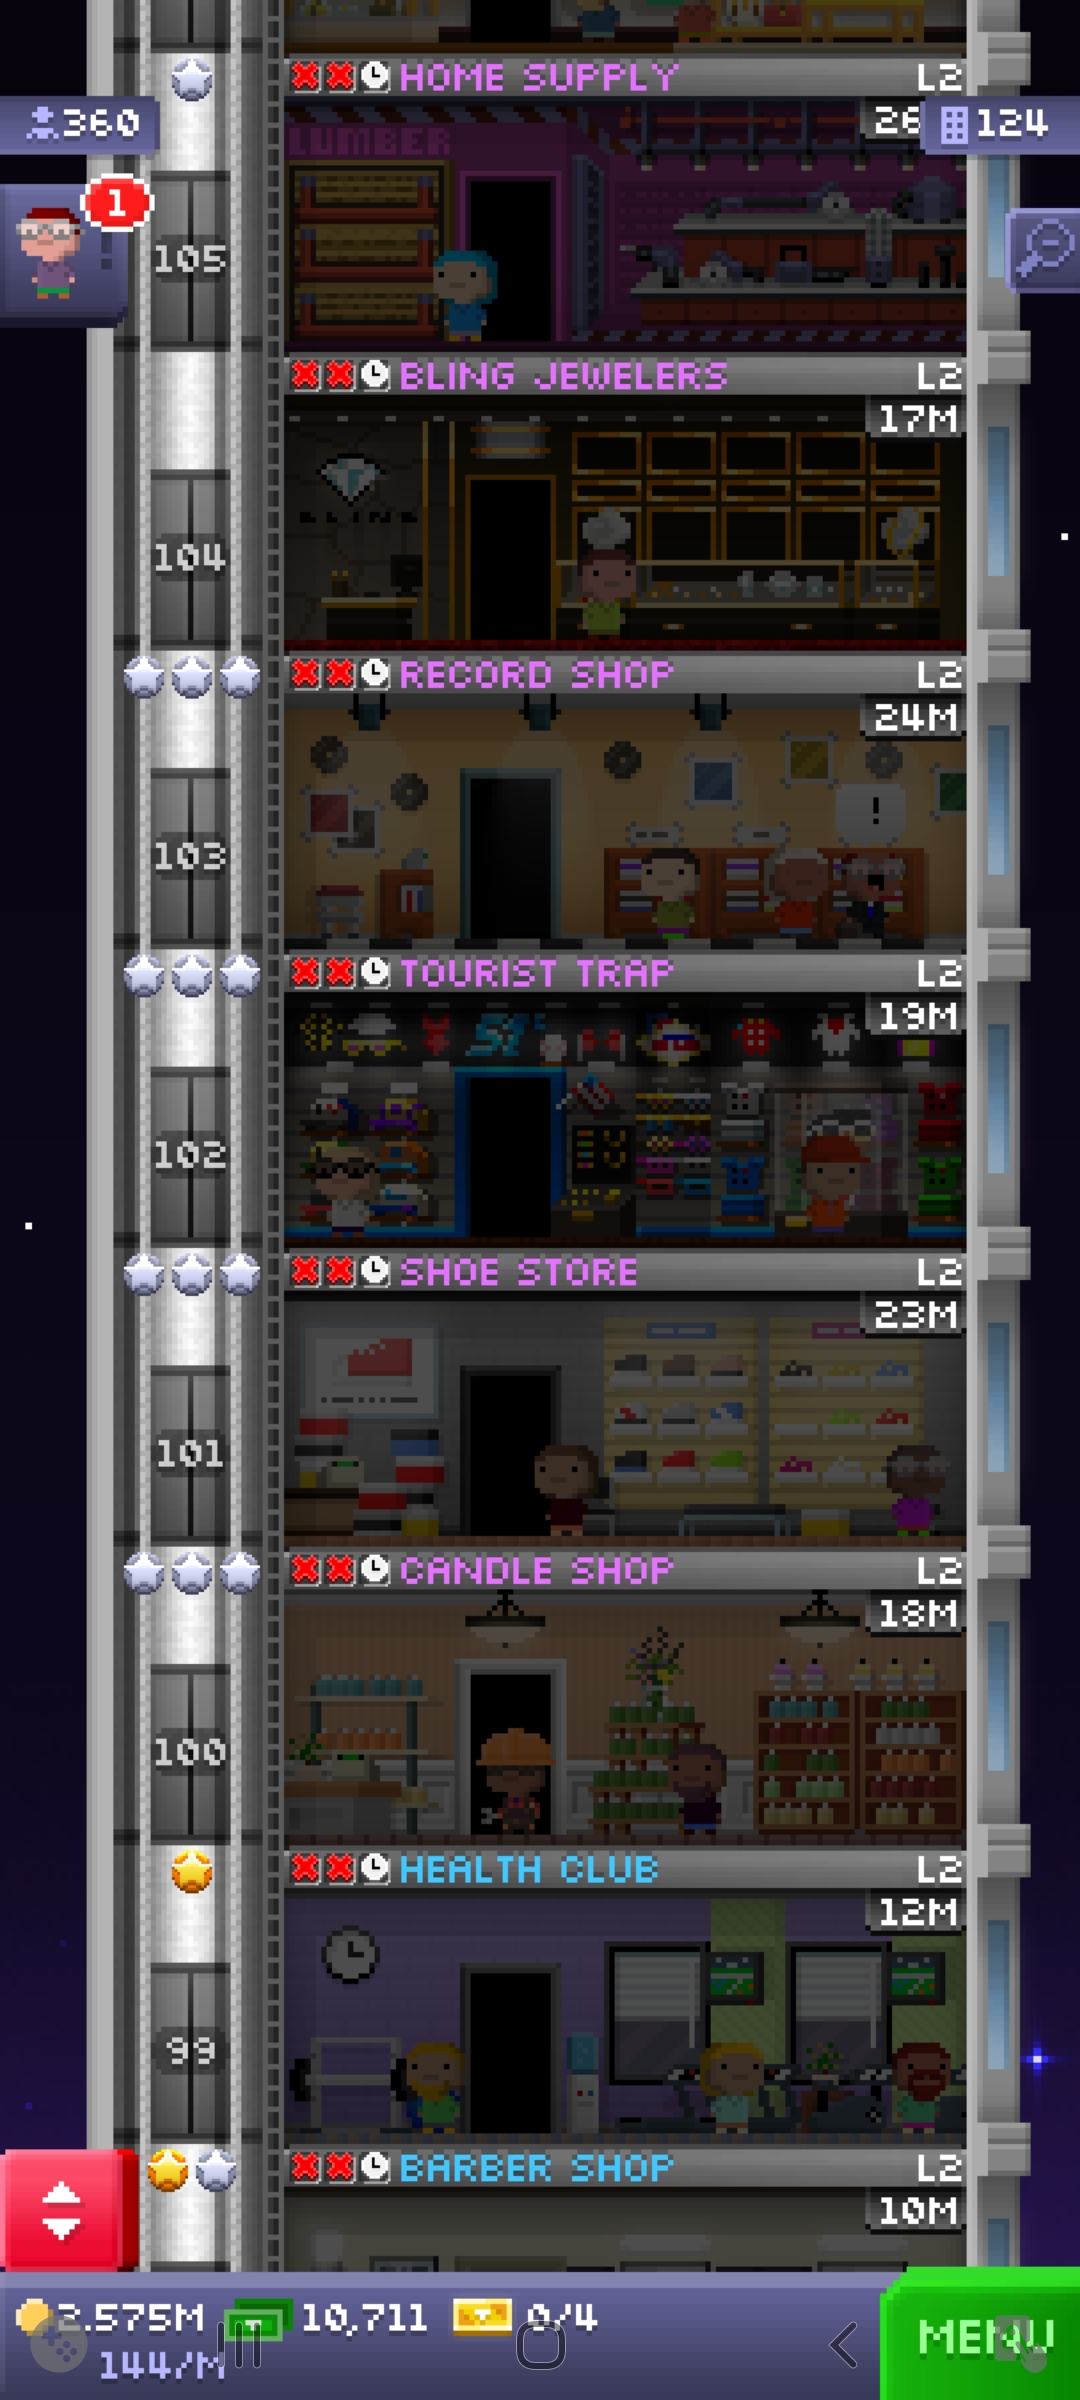 HOME SUPPLY L2
360
26
124
LUMBER
1
105
BLING JEWELERS L2
17M
BLING
104
RECORD SHOP L2
24M
!
103
TOURIST TRAP L2
19M
102
SHOE STORE L2
23M
101
CANDLE SHOP L2
18M
100
HEALTH CLUB L2
12M
99
BARBER SHOP L2
10M
.575M 10,711 0/4
144/M
MENU